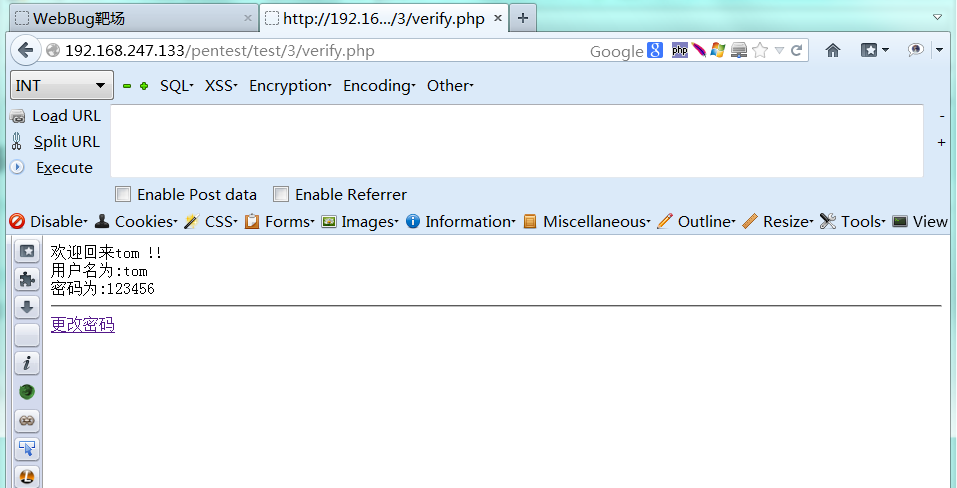 WebBug靶场
http://192.16.../3/verify.php
192.168.247.133/pentest/test/3/verify.php
Google
php
INT
SQL XSS Encryption Encoding Other
Load URL
-
Split URL
+
Execute
Enable Post data Enable Referrer
Disable Cookies CSS Forms Images Information Miscellaneous Outline Resize Tools View
欢迎回来tom !!
用户名为:tom
密码为:123456
更改密码